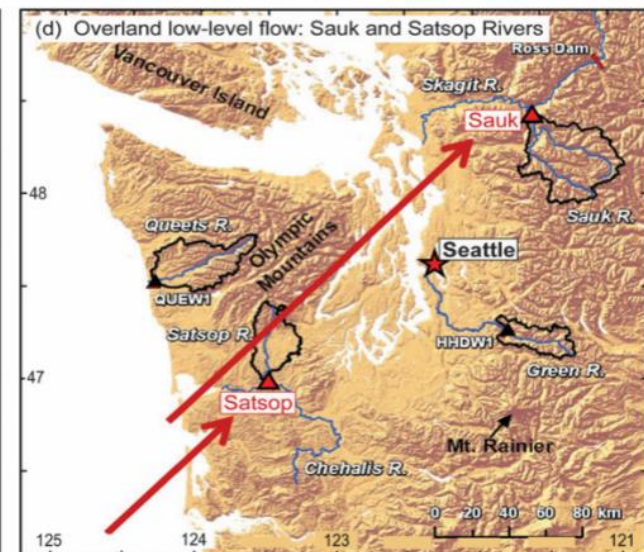 (d) Overland low-level flow: Sauk and Satsop Rivers
Ross Dam
Vancouver Island
Skagit R.
Sauk
48
Sauk R.
Queets R.
Olympic
Mountains
Seattle
QUEW1
Satsop R.
HHDW1
Green R.
47
Satsop
Mt. Rainier
Chehalis R.
0 20 40 60 80 km
125 124 123 121